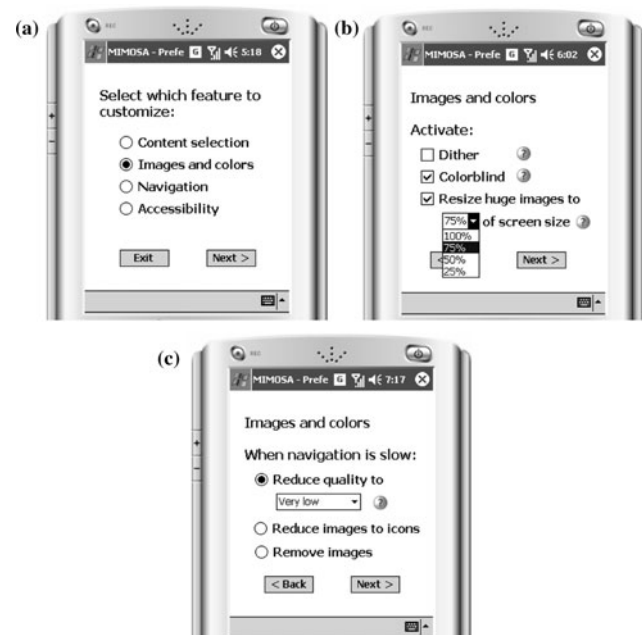 (a)
REC
MIMOSA - Prefe G 5:18
Select which feature to
customize:
Content selection
Images and colors
Navigation
Accessibility
Exit Next >
(b)
REC
MIMOSA - Prefe G 6:02
Images and colors
Activate:
Dither ?
Colorblind ?
Resize huge images to
75% of screen size ?
100%
75%
50%
25%
< Next >
(c)
REC
MIMOSA - Prefe G 7:17
Images and colors
When navigation is slow:
Reduce quality to
Very low ?
Reduce images to icons
Remove images
< Back Next >